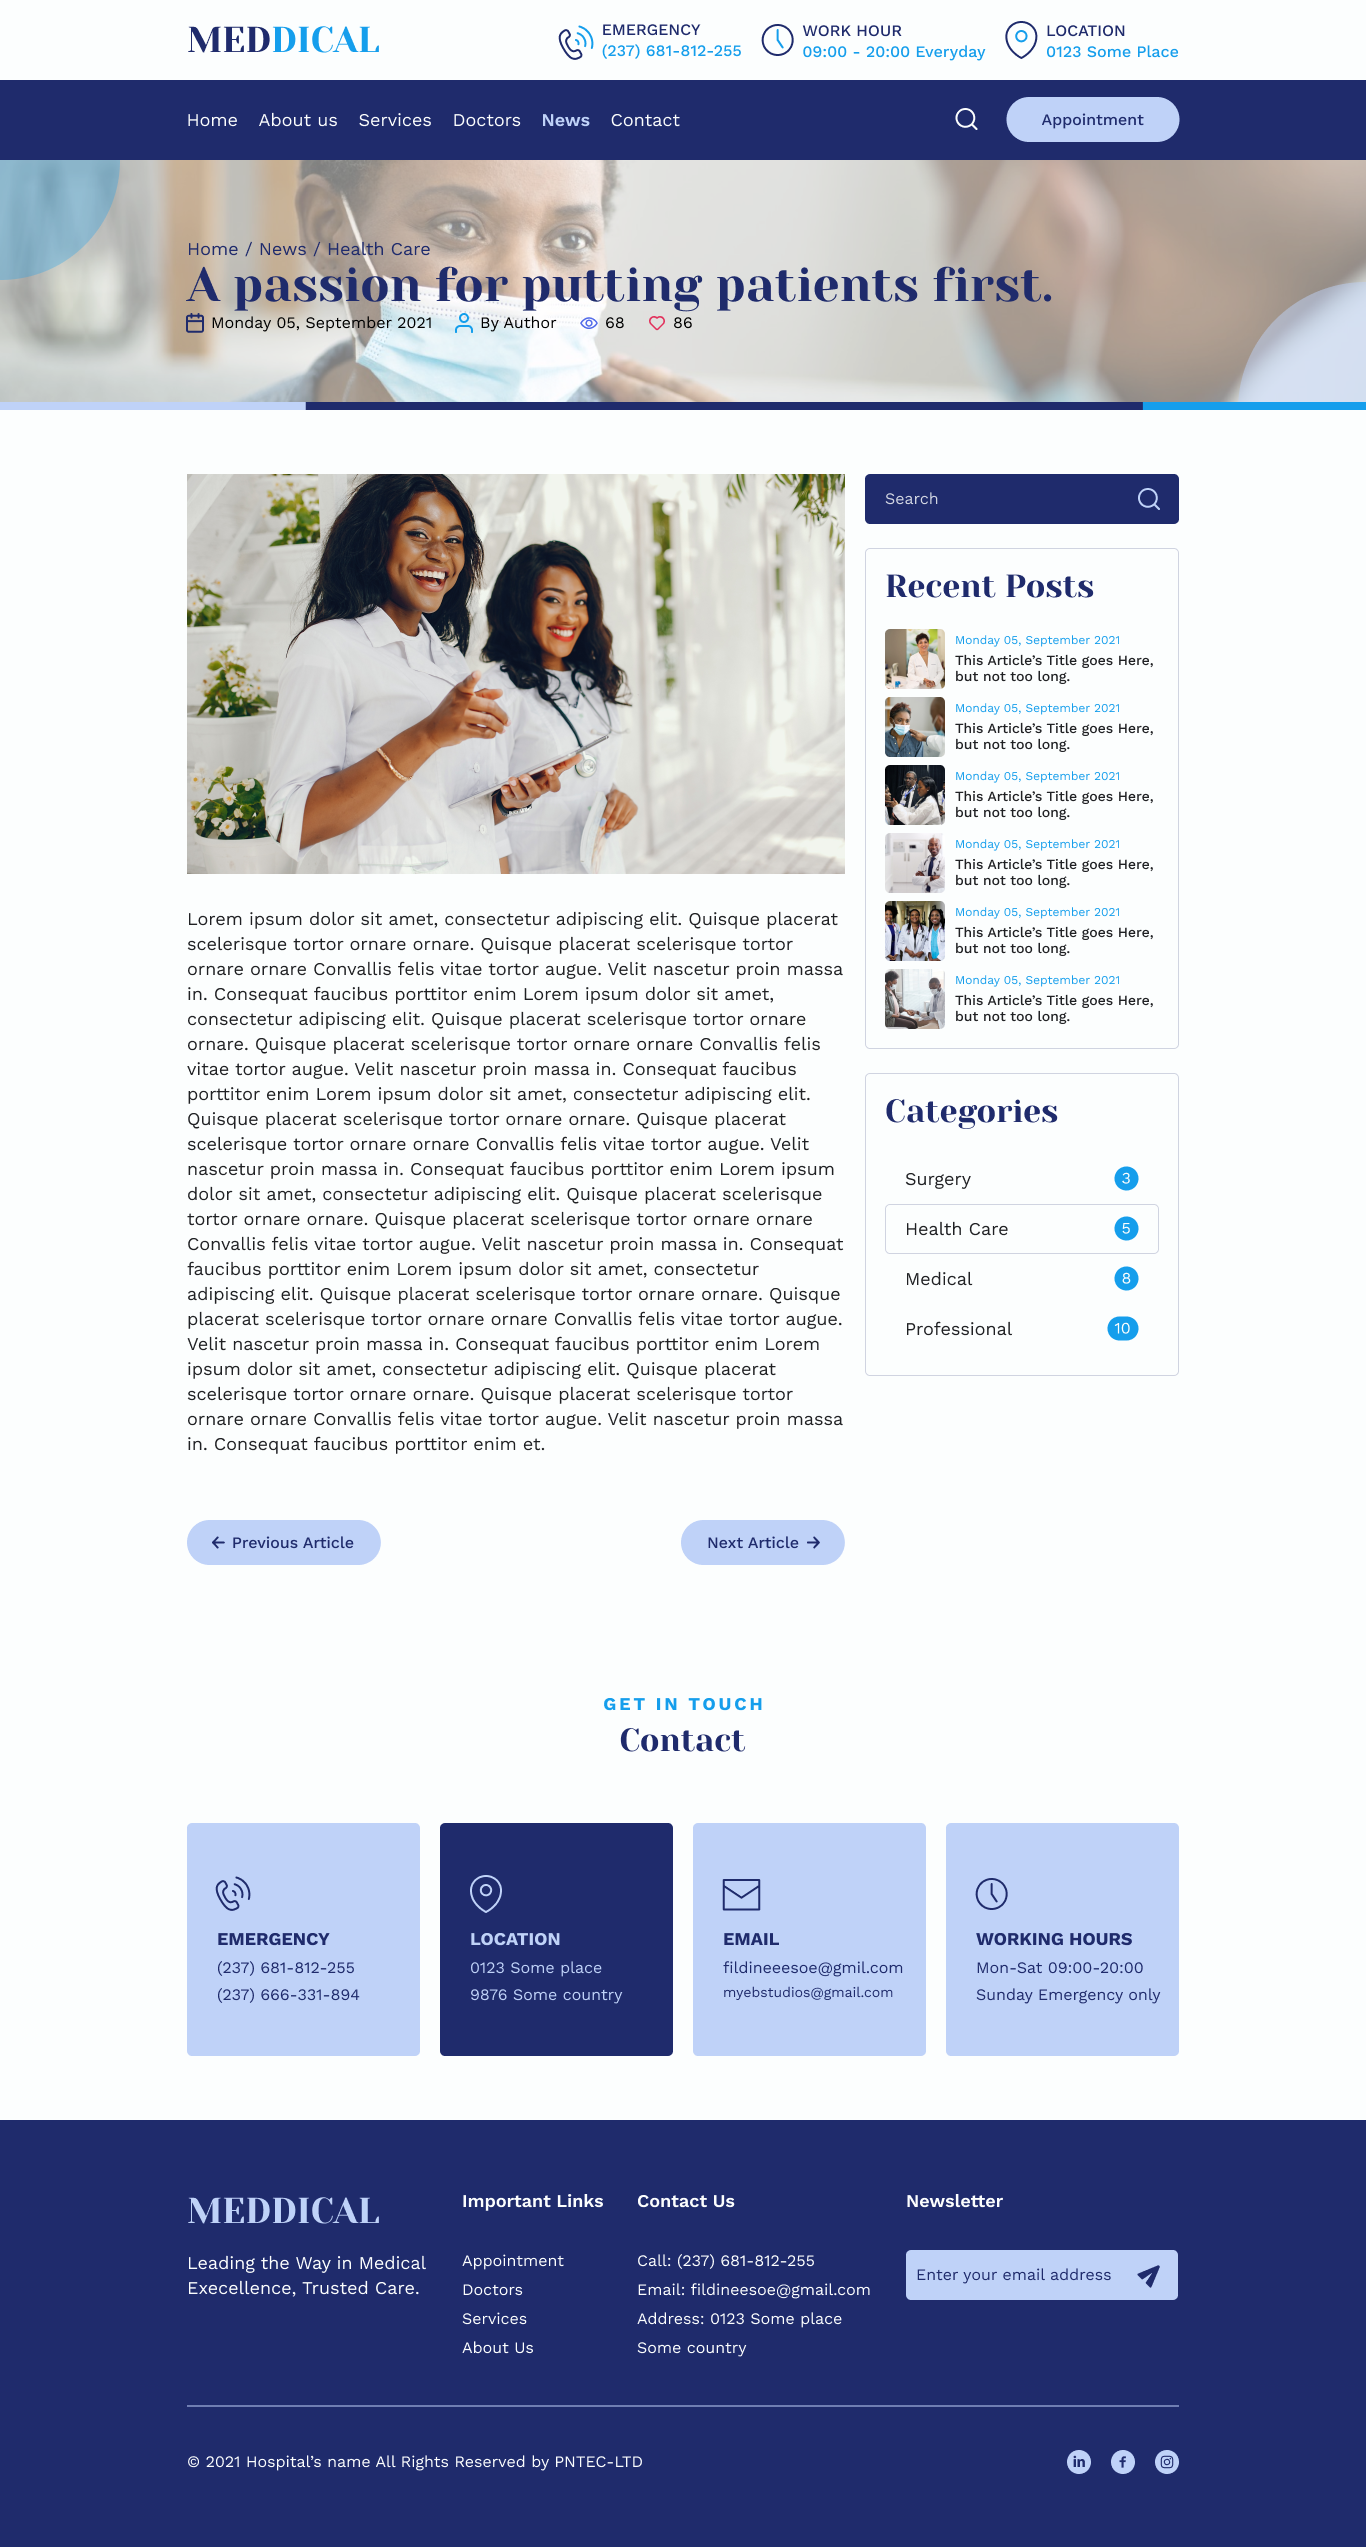 MEDDICAL
EMERGENCY
(237) 681-812-255
WORK HOUR
09:00 - 20:00 Everyday
LOCATION
0123 Some Place
Home
About us
Services
Doctors
News
Contact
Appointment
Home / News / Health Care
A passion for putting patients first.
Monday 05, September 2021
By Author
68
86
Lorem ipsum dolor sit amet, consectetur adipiscing elit. Quisque placerat
scelerisque tortor ornare ornare. Quisque placerat scelerisque tortor
ornare ornare Convallis felis vitae tortor augue. Velit nascetur proin massa
in. Consequat faucibus porttitor enim Lorem ipsum dolor sit amet,
consectetur adipiscing elit. Quisque placerat scelerisque tortor ornare
ornare. Quisque placerat scelerisque tortor ornare ornare Convallis felis
vitae tortor augue. Velit nascetur proin massa in. Consequat faucibus
porttitor enim Lorem ipsum dolor sit amet, consectetur adipiscing elit.
Quisque placerat scelerisque tortor ornare ornare. Quisque placerat
scelerisque tortor ornare ornare Convallis felis vitae tortor augue. Velit
nascetur proin massa in. Consequat faucibus porttitor enim Lorem ipsum
dolor sit amet, consectetur adipiscing elit. Quisque placerat scelerisque
tortor ornare ornare. Quisque placerat scelerisque tortor ornare ornare
Convallis felis vitae tortor augue. Velit nascetur proin massa in. Consequat
faucibus porttitor enim Lorem ipsum dolor sit amet, consectetur
adipiscing elit. Quisque placerat scelerisque tortor ornare ornare. Quisque
placerat scelerisque tortor ornare ornare Convallis felis vitae tortor augue.
Velit nascetur proin massa in. Consequat faucibus porttitor enim Lorem
ipsum dolor sit amet, consectetur adipiscing elit. Quisque placerat
scelerisque tortor ornare ornare. Quisque placerat scelerisque tortor
ornare ornare Convallis felis vitae tortor augue. Velit nascetur proin massa
in. Consequat faucibus porttitor enim et.
Previous Article
Next Article
Search
Recent Posts
Monday 05, September 2021
This Article’s Title goes Here,
but not too long.
Monday 05, September 2021
This Article’s Title goes Here,
but not too long.
Monday 05, September 2021
This Article’s Title goes Here,
but not too long.
Monday 05, September 2021
This Article’s Title goes Here,
but not too long.
Monday 05, September 2021
This Article’s Title goes Here,
but not too long.
Monday 05, September 2021
This Article’s Title goes Here,
but not too long.
Categories
Surgery 3
Health Care 5
Medical 8
Professional 10
GET IN TOUCH
Contact
EMERGENCY
(237) 681-812-255
(237) 666-331-894
LOCATION
0123 Some place
9876 Some country
EMAIL
fildineeesoe@gmil.com
myebstudios@gmail.com
WORKING HOURS
Mon-Sat 09:00-20:00
Sunday Emergency only
MEDDICAL
Leading the Way in Medical
Execellence, Trusted Care.
Important Links
Appointment
Doctors
Services
About Us
Contact Us
Call: (237) 681-812-255
Email: fildineesoe@gmail.com
Address: 0123 Some place
Some country
Newsletter
Enter your email address
© 2021 Hospital’s name All Rights Reserved by PNTEC-LTD